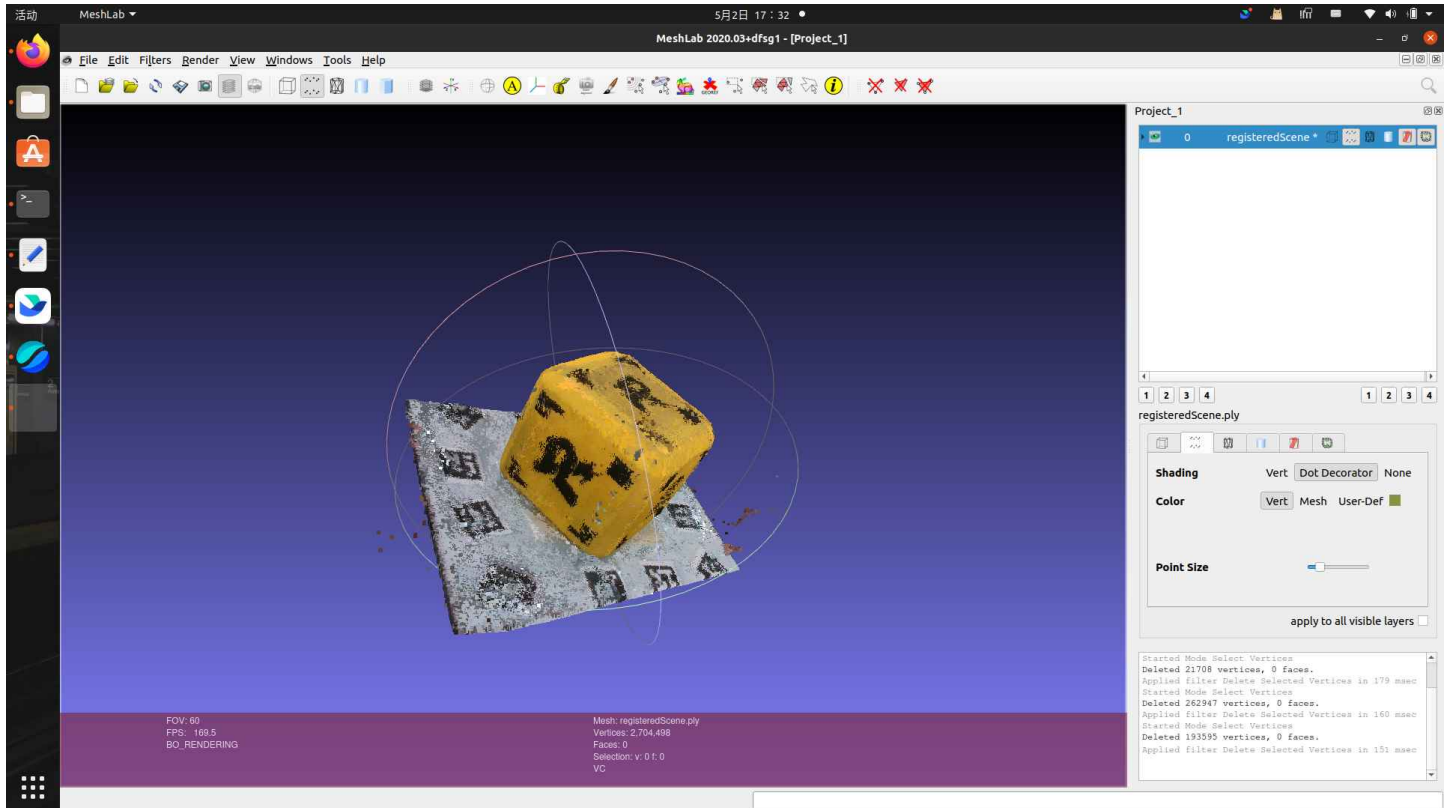 活动 MeshLab 5月2日 17：32
MeshLab 2020.03+dfsg1 - [Project_1]
File Edit Filters Render View Windows Tools Help
Project_1
0 registeredScene *
1 2 3 4 1 2 3 4
registeredScene.ply
Shading Vert Dot Decorator None
Color Vert Mesh User-Def
Point Size
apply to all visible layers
Started Mode Select Vertices
Deleted 21708 vertices, 0 faces.
Applied filter Delete Selected Vertices in 179 msec
Started Mode Select Vertices
Deleted 262947 vertices, 0 faces.
Applied filter Delete Selected Vertices in 160 msec
Started Mode Select Vertices
Deleted 193595 vertices, 0 faces.
Applied filter Delete Selected Vertices in 151 msec
FOV: 60
FPS: 169.5
BO_RENDERING
Mesh: registeredScene.ply
Vertices: 2,704,498
Faces: 0
Selection: v: 0 f: 0
VC